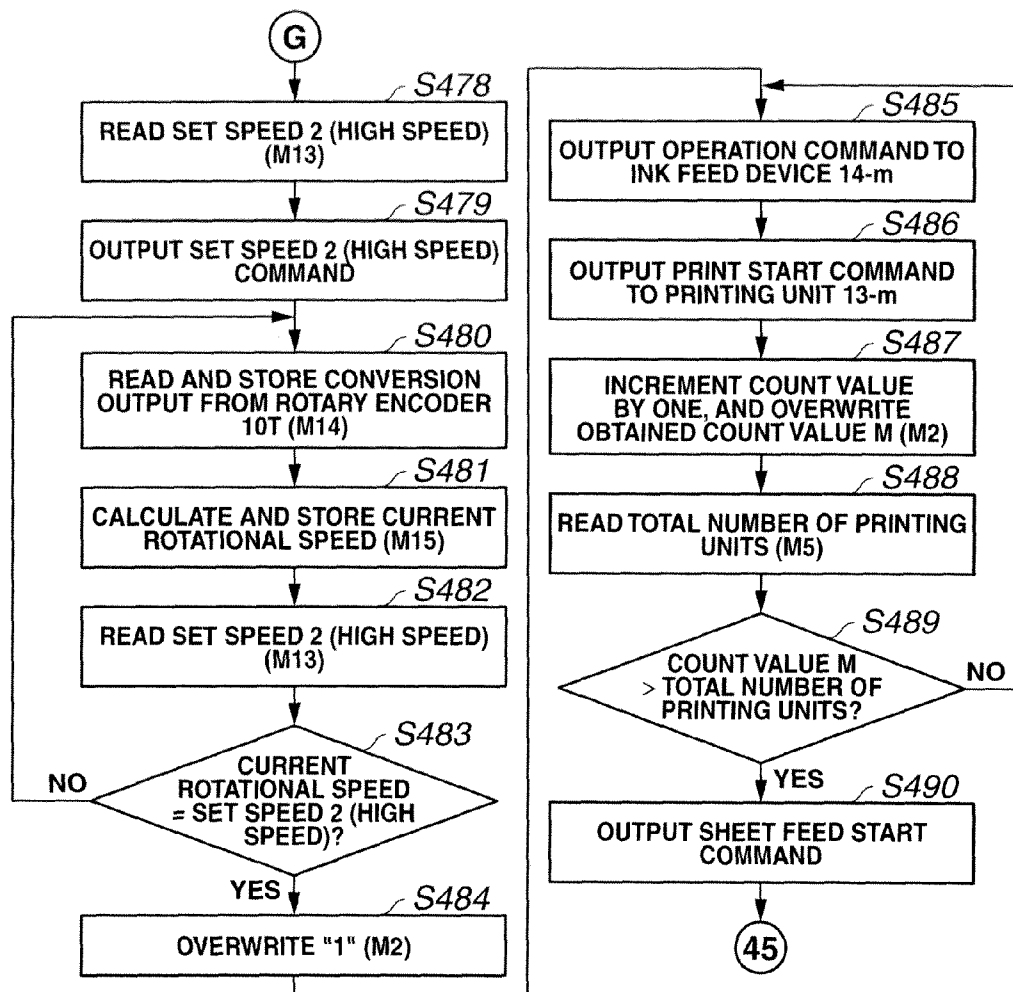 G
S478
READ SET SPEED 2 (HIGH SPEED)
(M13)
S479
OUTPUT SET SPEED 2 (HIGH SPEED)
COMMAND
S480
READ AND STORE CONVERSION
OUTPUT FROM ROTARY ENCODER
10T (M14)
S481
CALCULATE AND STORE CURRENT
ROTATIONAL SPEED (M15)
S482
READ SET SPEED 2 (HIGH SPEED)
(M13)
S483
CURRENT
ROTATIONAL SPEED
= SET SPEED 2 (HIGH
SPEED)?
NO
YES
S484
OVERWRITE "1" (M2)
S485
OUTPUT OPERATION COMMAND TO
INK FEED DEVICE 14-m
S486
OUTPUT PRINT START COMMAND
TO PRINTING UNIT 13-m
S487
INCREMENT COUNT VALUE
BY ONE, AND OVERWRITE
OBTAINED COUNT VALUE M (M2)
S488
READ TOTAL NUMBER OF PRINTING
UNITS (M5)
S489
COUNT VALUE M
> TOTAL NUMBER OF
PRINTING UNITS?
NO
YES
S490
OUTPUT SHEET FEED START
COMMAND
45